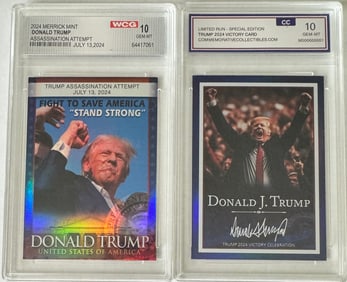 2024 MERRICK MINT
DONALD TRUMP
ASSASSINATION ATTEMPT
JULY 13,2024
WCG
10
GEM-MT
64417061
TRUMP ASSASSINATION ATTEMPT
JULY 13, 2024
FIGHT TO SAVE AMERICA
"STAND STRONG"
DONALD TRUMP
UNITED STATES OF AMERICA
LIMITED RUN - SPECIAL EDITION
TRUMP 2024 VICTORY CARD
COMMEMORATIVECOLLECTIBLES.COM
CC
10
GEM-MT
DONALD J. TRUMP
TRUMP 2024 VICTORY CELEBRATION